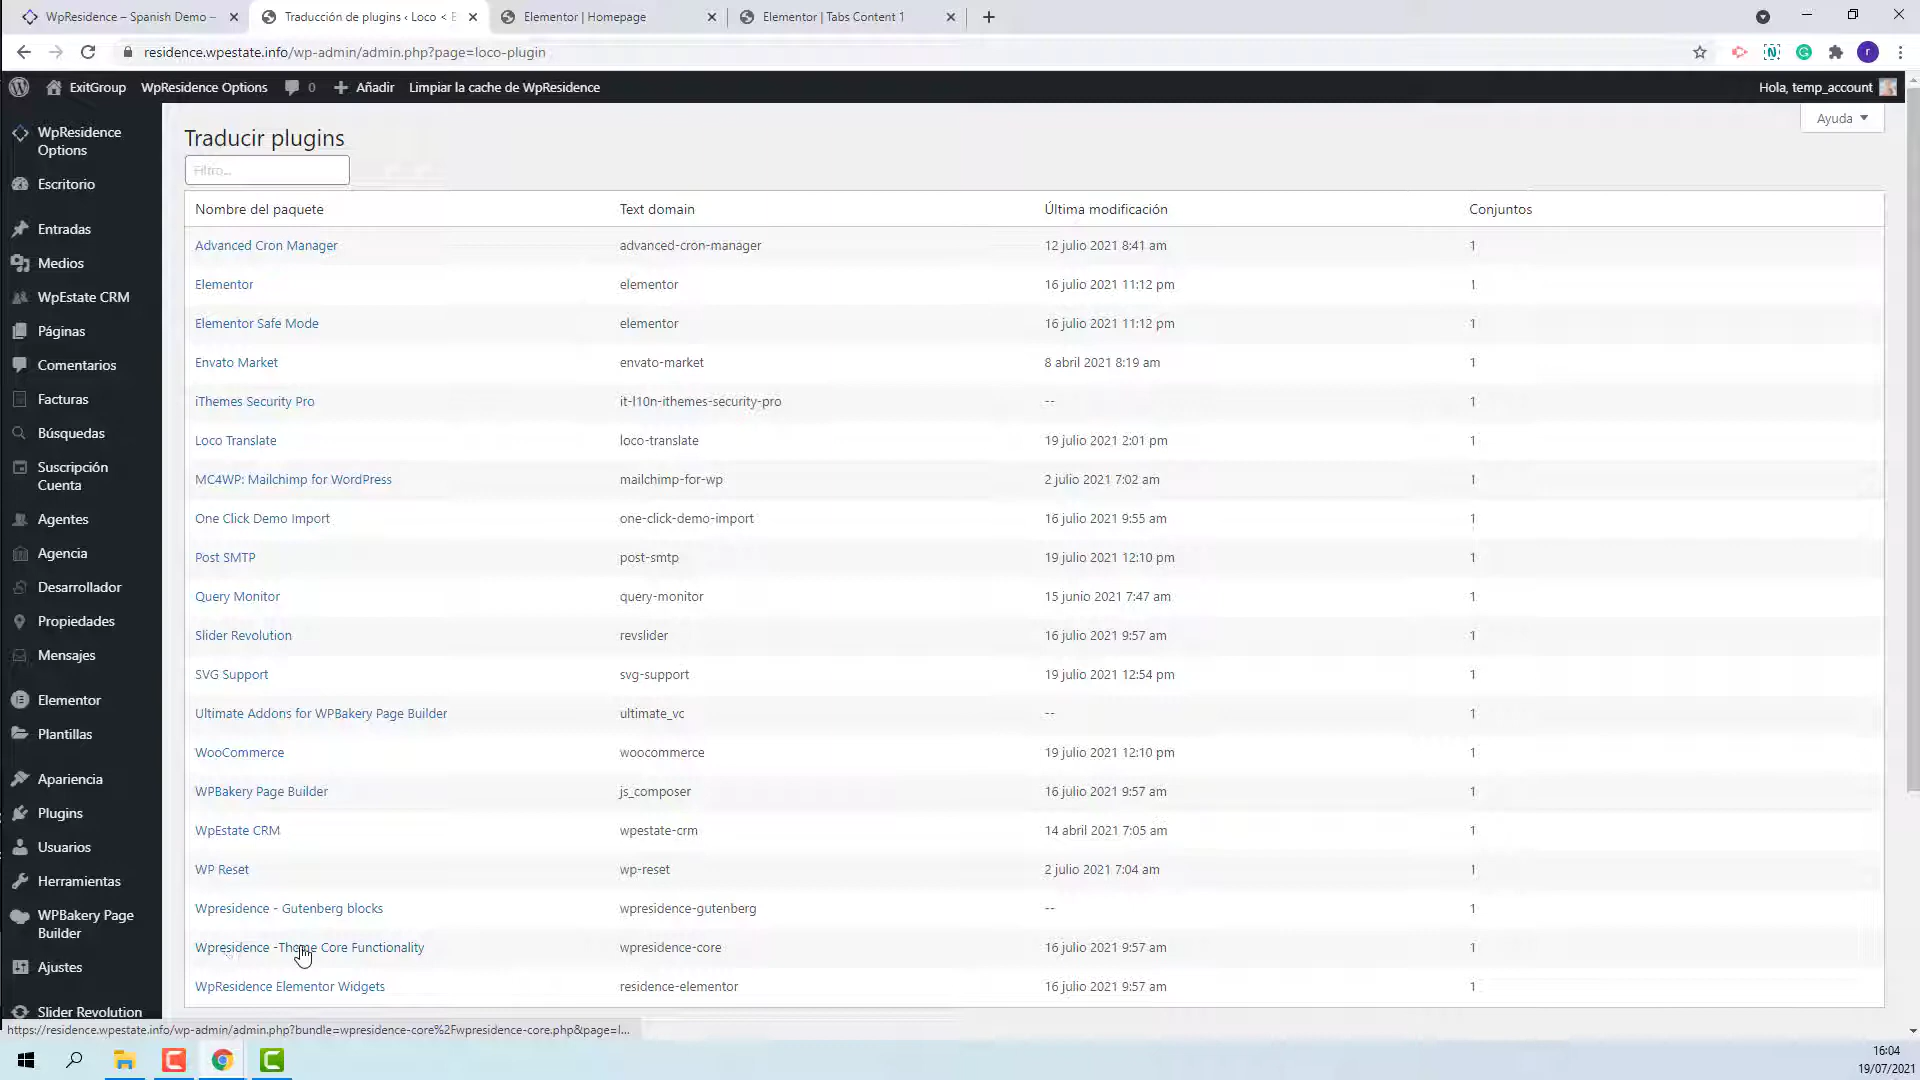 WpResidence – Spanish Demo –
Traducción de plugins ‹ Loco < E
Elementor | Homepage
Elementor | Tabs Content 1
residence.wpestate.info/wp-admin/admin.php?page=loco-plugin
r
ExitGroup
WpResidence Options
0
Añadir
Limpiar la cache de WpResidence
Hola, temp_account
WpResidence
Options
Escritorio
Entradas
Medios
WpEstate CRM
Páginas
Comentarios
Facturas
Búsquedas
Suscripción
Cuenta
Agentes
Agencia
Desarrollador
Propiedades
Mensajes
Elementor
Plantillas
Apariencia
Plugins
Usuarios
Herramientas
WPBakery Page
Builder
Ajustes
Slider Revolution
Ayuda
Traducir plugins
Filtro...
Nombre del paquete Text domain Última modificación Conjuntos
Advanced Cron Manager advanced-cron-manager 12 julio 2021 8:41 am 1
Elementor elementor 16 julio 2021 11:12 pm 1
Elementor Safe Mode elementor 16 julio 2021 11:12 pm 1
Envato Market envato-market 8 abril 2021 8:19 am 1
iThemes Security Pro it-l10n-ithemes-security-pro -- 1
Loco Translate loco-translate 19 julio 2021 2:01 pm 1
MC4WP: Mailchimp for WordPress mailchimp-for-wp 2 julio 2021 7:02 am 1
One Click Demo Import one-click-demo-import 16 julio 2021 9:55 am 1
Post SMTP post-smtp 19 julio 2021 12:10 pm 1
Query Monitor query-monitor 15 junio 2021 7:47 am 1
Slider Revolution revslider 16 julio 2021 9:57 am 1
SVG Support svg-support 19 julio 2021 12:54 pm 1
Ultimate Addons for WPBakery Page Builder ultimate_vc -- 1
WooCommerce woocommerce 19 julio 2021 12:10 pm 1
WPBakery Page Builder js_composer 16 julio 2021 9:57 am 1
WpEstate CRM wpestate-crm 14 abril 2021 7:05 am 1
WP Reset wp-reset 2 julio 2021 7:04 am 1
Wpresidence - Gutenberg blocks wpresidence-gutenberg -- 1
Wpresidence -Theme Core Functionality wpresidence-core 16 julio 2021 9:57 am 1
WpResidence Elementor Widgets residence-elementor 16 julio 2021 9:57 am 1
https://residence.wpestate.info/wp-admin/admin.php?bundle=wpresidence-core%2Fwpresidence-core.php&page=l...
16:04
19/07/2021